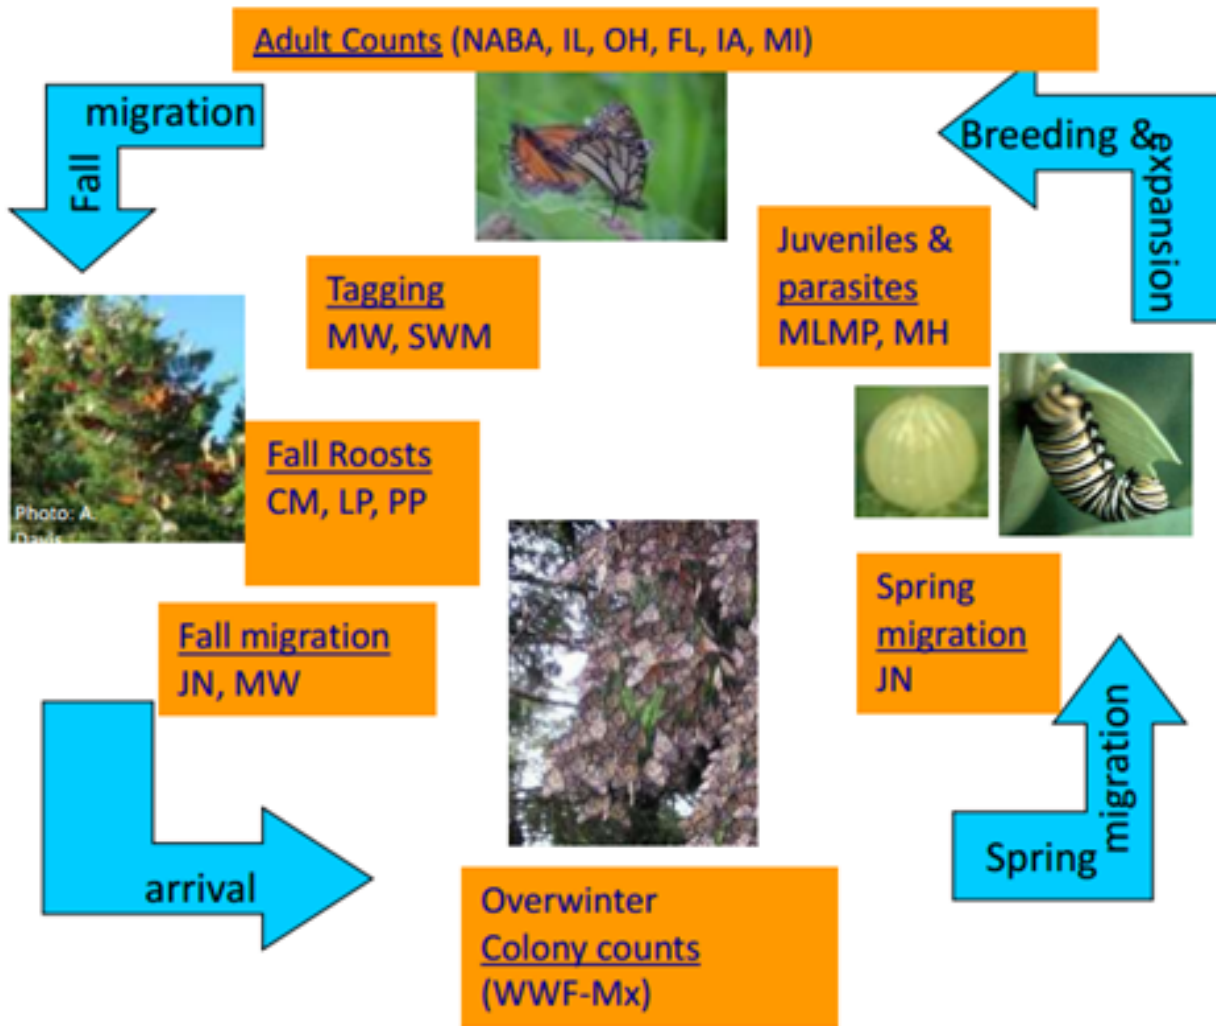 Adult Counts (NABA, IL, OH, FL, IA, MI)
migration
Fall
Breeding &
expansion
Tagging
MW, SWM
Juveniles &
parasites
MLMP, MH
Fall Roosts
CM, LP, PP
Photo: A
Davis
Fall migration
JN, MW
Spring
migration
JN
arrival
Spring
migration
Overwinter
Colony counts
(WWF-Mx)